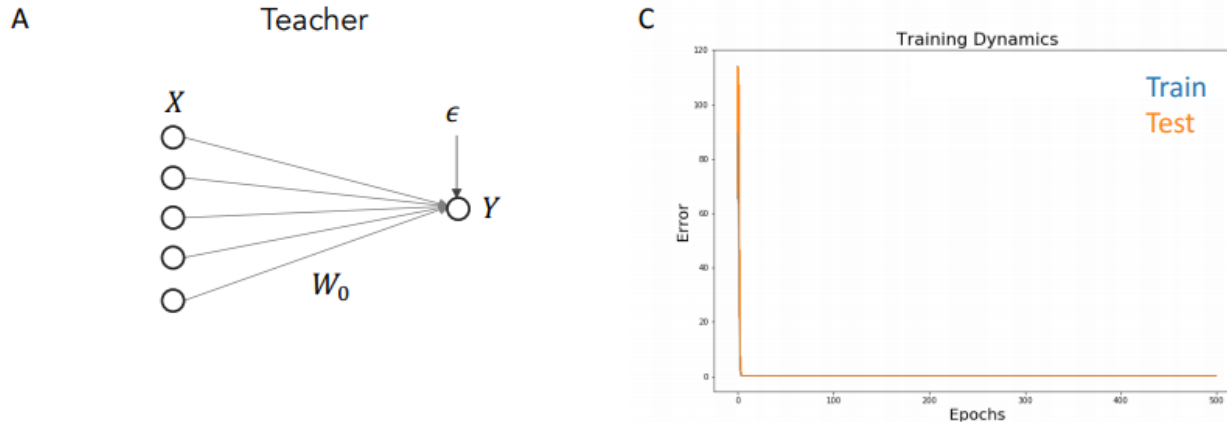 A
Teacher
X
ϵ
Y
W₀
C
Training Dynamics
Train
Test
120
100
80
60
40
20
0
Error
0 100 200 300 400 500
Epochs